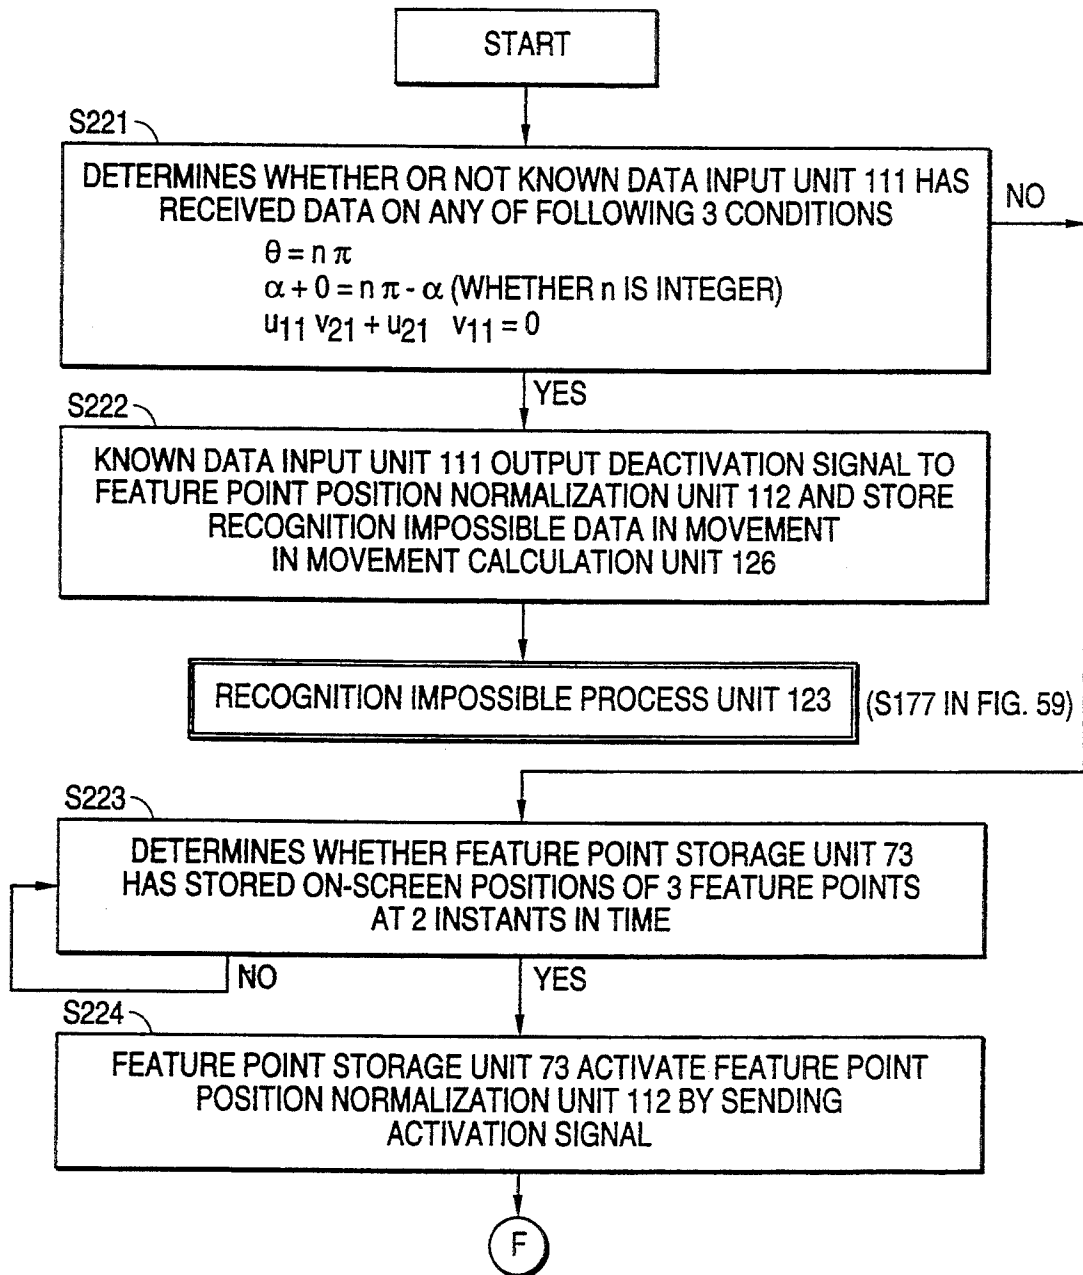 START
S221
DETERMINES WHETHER OR NOT KNOWN DATA INPUT UNIT 111 HAS
RECEIVED DATA ON ANY OF FOLLOWING 3 CONDITIONS
θ = n π
α + 0 = n π - α (WHETHER n IS INTEGER)
u11 v21 + u21 v11 = 0
NO
YES
S222
KNOWN DATA INPUT UNIT 111 OUTPUT DEACTIVATION SIGNAL TO
FEATURE POINT POSITION NORMALIZATION UNIT 112 AND STORE
RECOGNITION IMPOSSIBLE DATA IN MOVEMENT
IN MOVEMENT CALCULATION UNIT 126
RECOGNITION IMPOSSIBLE PROCESS UNIT 123
(S177 IN FIG. 59)
S223
DETERMINES WHETHER FEATURE POINT STORAGE UNIT 73
HAS STORED ON-SCREEN POSITIONS OF 3 FEATURE POINTS
AT 2 INSTANTS IN TIME
NO
YES
S224
FEATURE POINT STORAGE UNIT 73 ACTIVATE FEATURE POINT
POSITION NORMALIZATION UNIT 112 BY SENDING
ACTIVATION SIGNAL
F